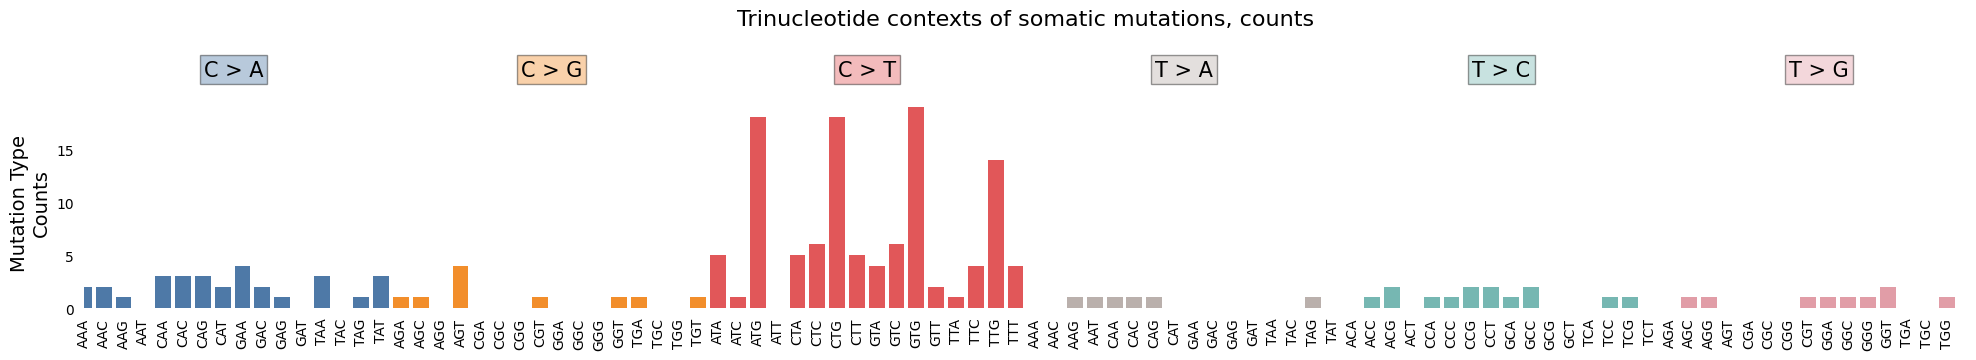 Trinucleotide contexts of somatic mutations, counts
C > A
C > G
C > T
T > A
T > C
T > G
Mutation Type
Counts
15
10
5
0
AAA AAC AAG AAT CAA CAC CAG CAT GAA GAC GAG GAT TAA TAC TAG TAT AGA AGC AGG AGT CGA CGC CGG CGT GGA GGC GGG GGT TGA TGC TGG TGT ATA ATC ATG ATT CTA CTC CTG CTT GTA GTC GTG GTT TTA TTC TTG TTT AAA AAC AAG AAT CAA CAC CAG CAT GAA GAC GAG GAT TAA TAC TAG TAT ACA ACC ACG ACT CCA CCC CCG CCT GCA GCC GCG GCT TCA TCC TCG TCT AGA AGC AGG AGT CGA CGC CGG CGT GGA GGC GGG GGT TGA TGC TGG